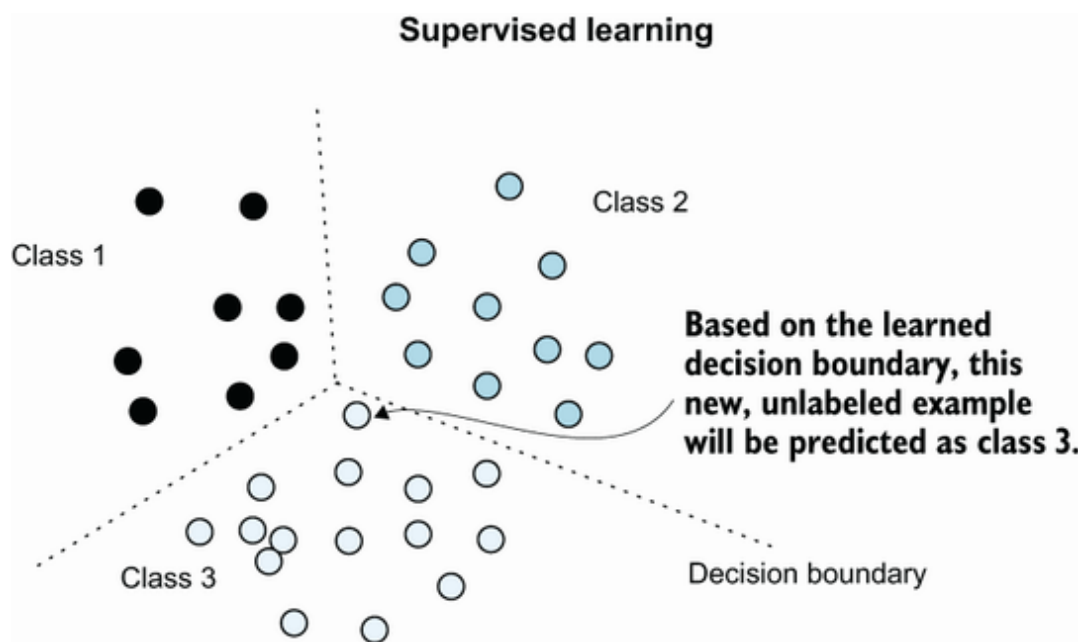 Supervised learning
Class 2
Class 1
Based on the learned
decision boundary, this
new, unlabeled example
will be predicted as class 3.
Class 3
Decision boundary